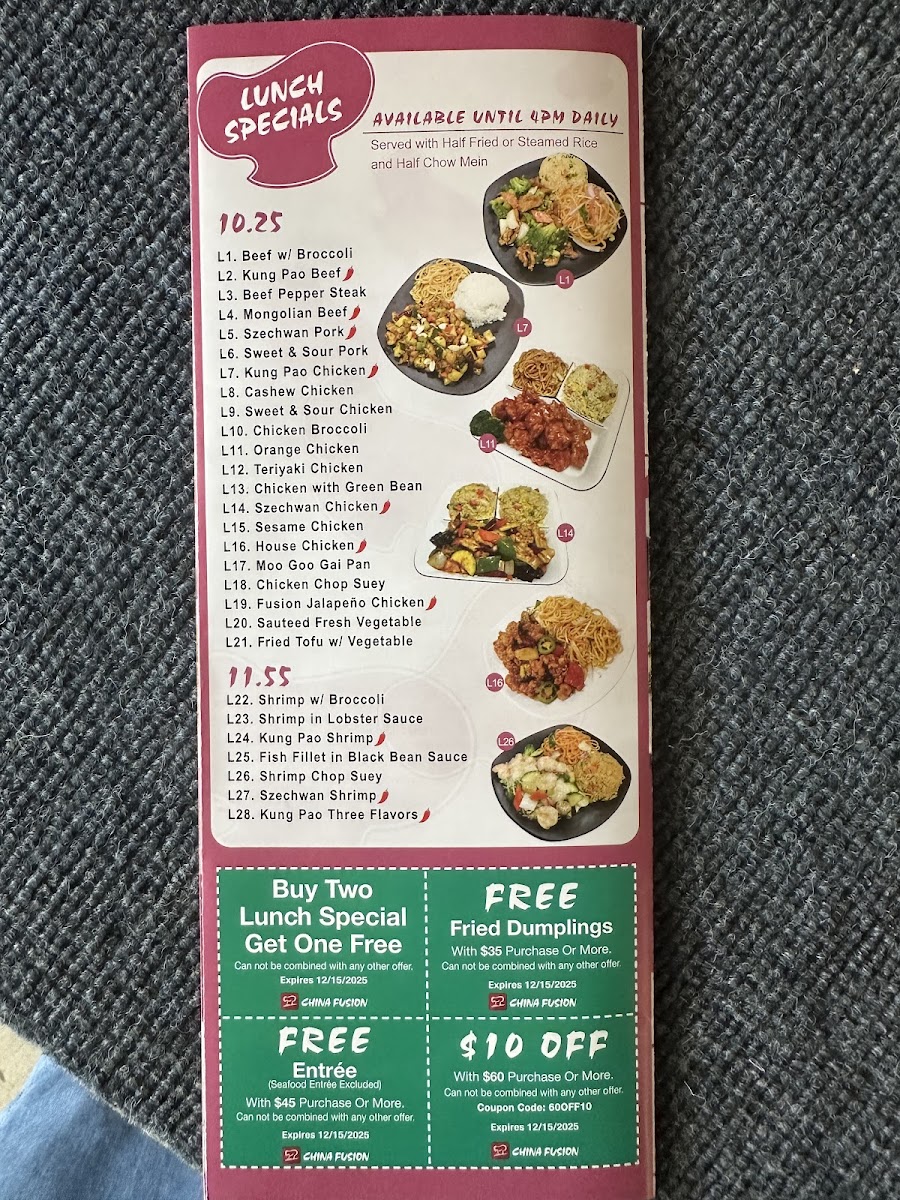 LUNCH
SPECIALS
AVAILABLE UNTIL 4PM DAILY
Served with Half Fried or Steamed Rice
and Half Chow Mein
10.25
L1. Beef w/ Broccoli
L2. Kung Pao Beef
L3. Beef Pepper Steak
L4. Mongolian Beef
L5. Szechwan Pork
L6. Sweet & Sour Pork
L7. Kung Pao Chicken
L8. Cashew Chicken
L9. Sweet & Sour Chicken
L10. Chicken Broccoli
L11. Orange Chicken
L12. Teriyaki Chicken
L13. Chicken with Green Bean
L14. Szechwan Chicken
L15. Sesame Chicken
L16. House Chicken
L17. Moo Goo Gai Pan
L18. Chicken Chop Suey
L19. Fusion Jalapeño Chicken
L20. Sauteed Fresh Vegetable
L21. Fried Tofu w/ Vegetable
11.55
L22. Shrimp w/ Broccoli
L23. Shrimp in Lobster Sauce
L24. Kung Pao Shrimp
L25. Fish Fillet in Black Bean Sauce
L26. Shrimp Chop Suey
L27. Szechwan Shrimp
L28. Kung Pao Three Flavors
L1
L7
L11
L14
L16
L26
Buy Two
Lunch Special
Get One Free
Can not be combined with any other offer.
Expires 12/15/2025
CHINA FUSION
FREE
Fried Dumplings
With $35 Purchase Or More.
Can not be combined with any other offer.
Expires 12/15/2025
CHINA FUSION
FREE
Entrée
(Seafood Entrée Excluded)
With $45 Purchase Or More.
Can not be combined with any other offer.
Expires 12/15/2025
CHINA FUSION
$10 OFF
With $60 Purchase Or More.
Can not be combined with any other offer.
Coupon Code: 60OFF10
Expires 12/15/2025
CHINA FUSION